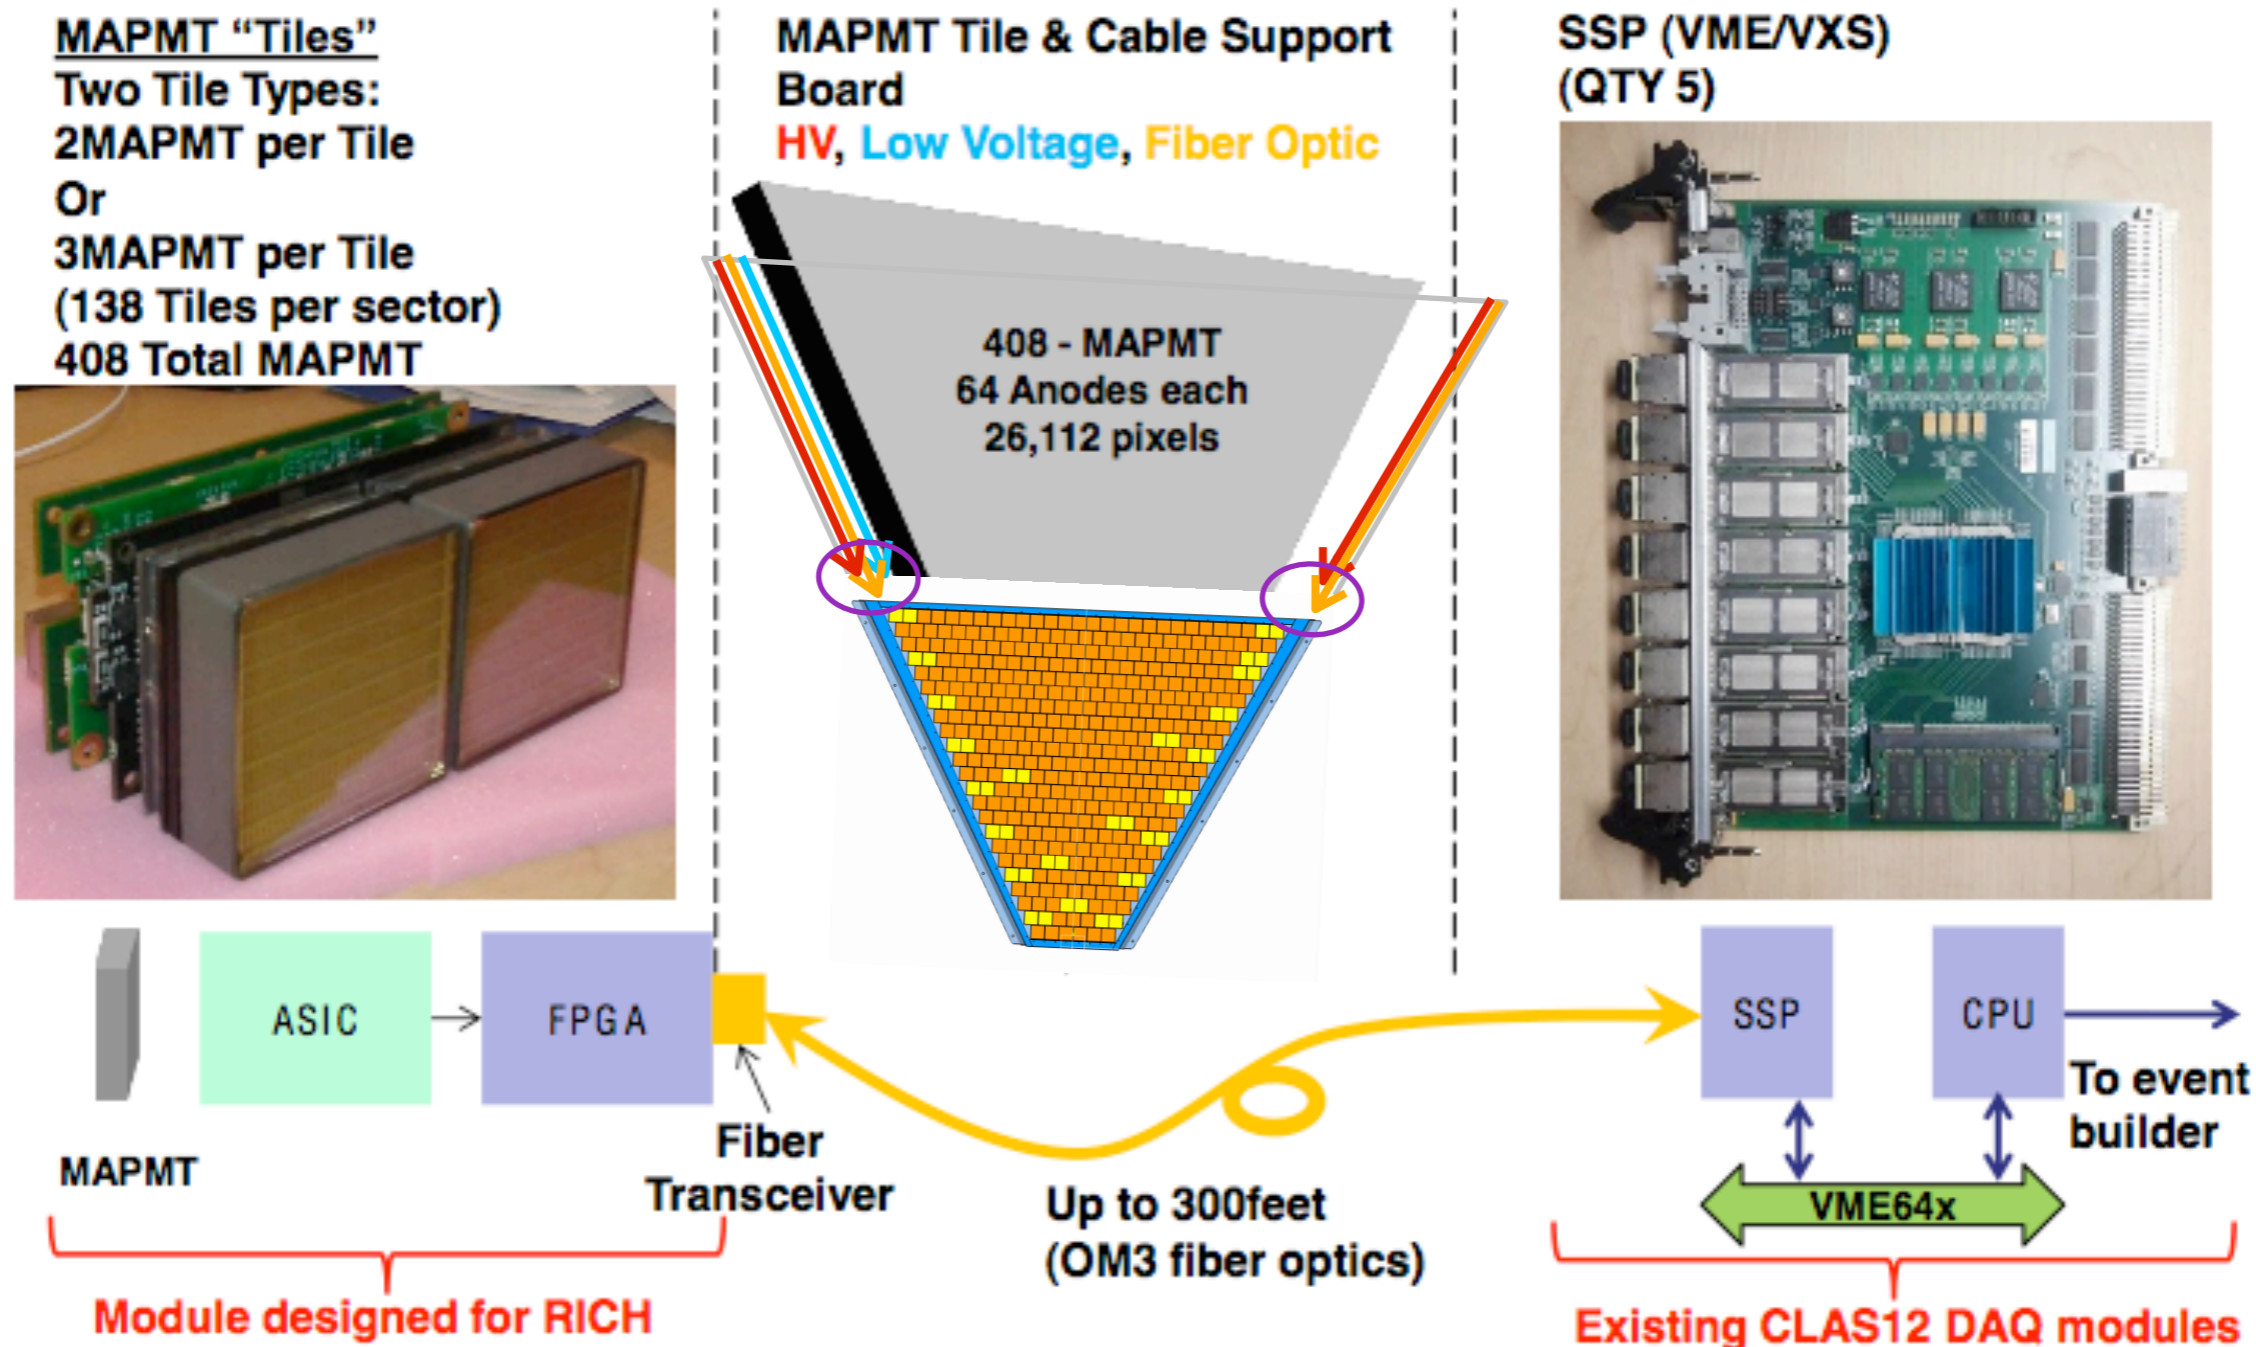 MAPMT “Tiles”
Two Tile Types:
2MAPMT per Tile
Or
3MAPMT per Tile
(138 Tiles per sector)
408 Total MAPMT
MAPMT Tile & Cable Support
Board
HV, Low Voltage, Fiber Optic
408 - MAPMT
64 Anodes each
26,112 pixels
SSP (VME/VXS)
(QTY 5)
MAPMT
ASIC
FPGA
Fiber
Transceiver
Up to 300feet
(OM3 fiber optics)
SSP
CPU
To event
builder
VME64x
Module designed for RICH
Existing CLAS12 DAQ modules